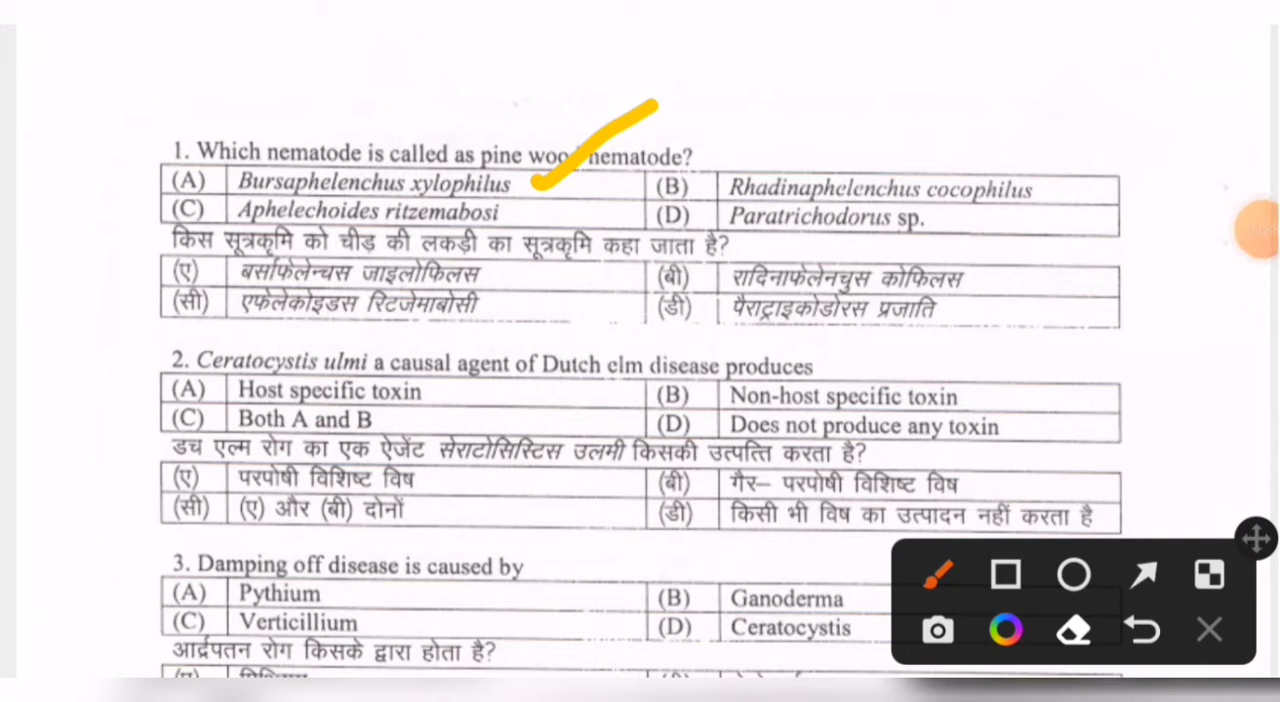 1. Which nematode is called as pine wood nematode?
(A) Bursaphelenchus xylophilus (B) Rhadinaphelenchus cocophilus
(C) Aphelechoides ritzemabosi (D) Paratrichodorus sp.
किस सूत्रकृमि को चीड़ की लकड़ी का सूत्रकृमि कहा जाता है?
(ए) बर्साफेलेन्चस जाइलोफिलस (बी) रादिनाफेलेनचुस कोफिलस
(सी) एफेलेकोइडस रिटजेमाबोसी (डी) पैराट्राइकोडोरस प्रजाति
2. Ceratocystis ulmi a causal agent of Dutch elm disease produces
(A) Host specific toxin (B) Non-host specific toxin
(C) Both A and B (D) Does not produce any toxin
डच एल्म रोग का एक ऐजेंट सेराटोसिस्टिस उलमी किसकी उत्पत्ति करता है?
(ए) परपोषी विशिष्ट विष (बी) गैर– परपोषी विशिष्ट विष
(सी) (ए) और (बी) दोनों (डी) किसी भी विष का उत्पादन नहीं करता है
3. Damping off disease is caused by
(A) Pythium (B) Ganoderma
(C) Verticillium (D) Ceratocystis
आर्द्रपतन रोग किसके द्वारा होता है?